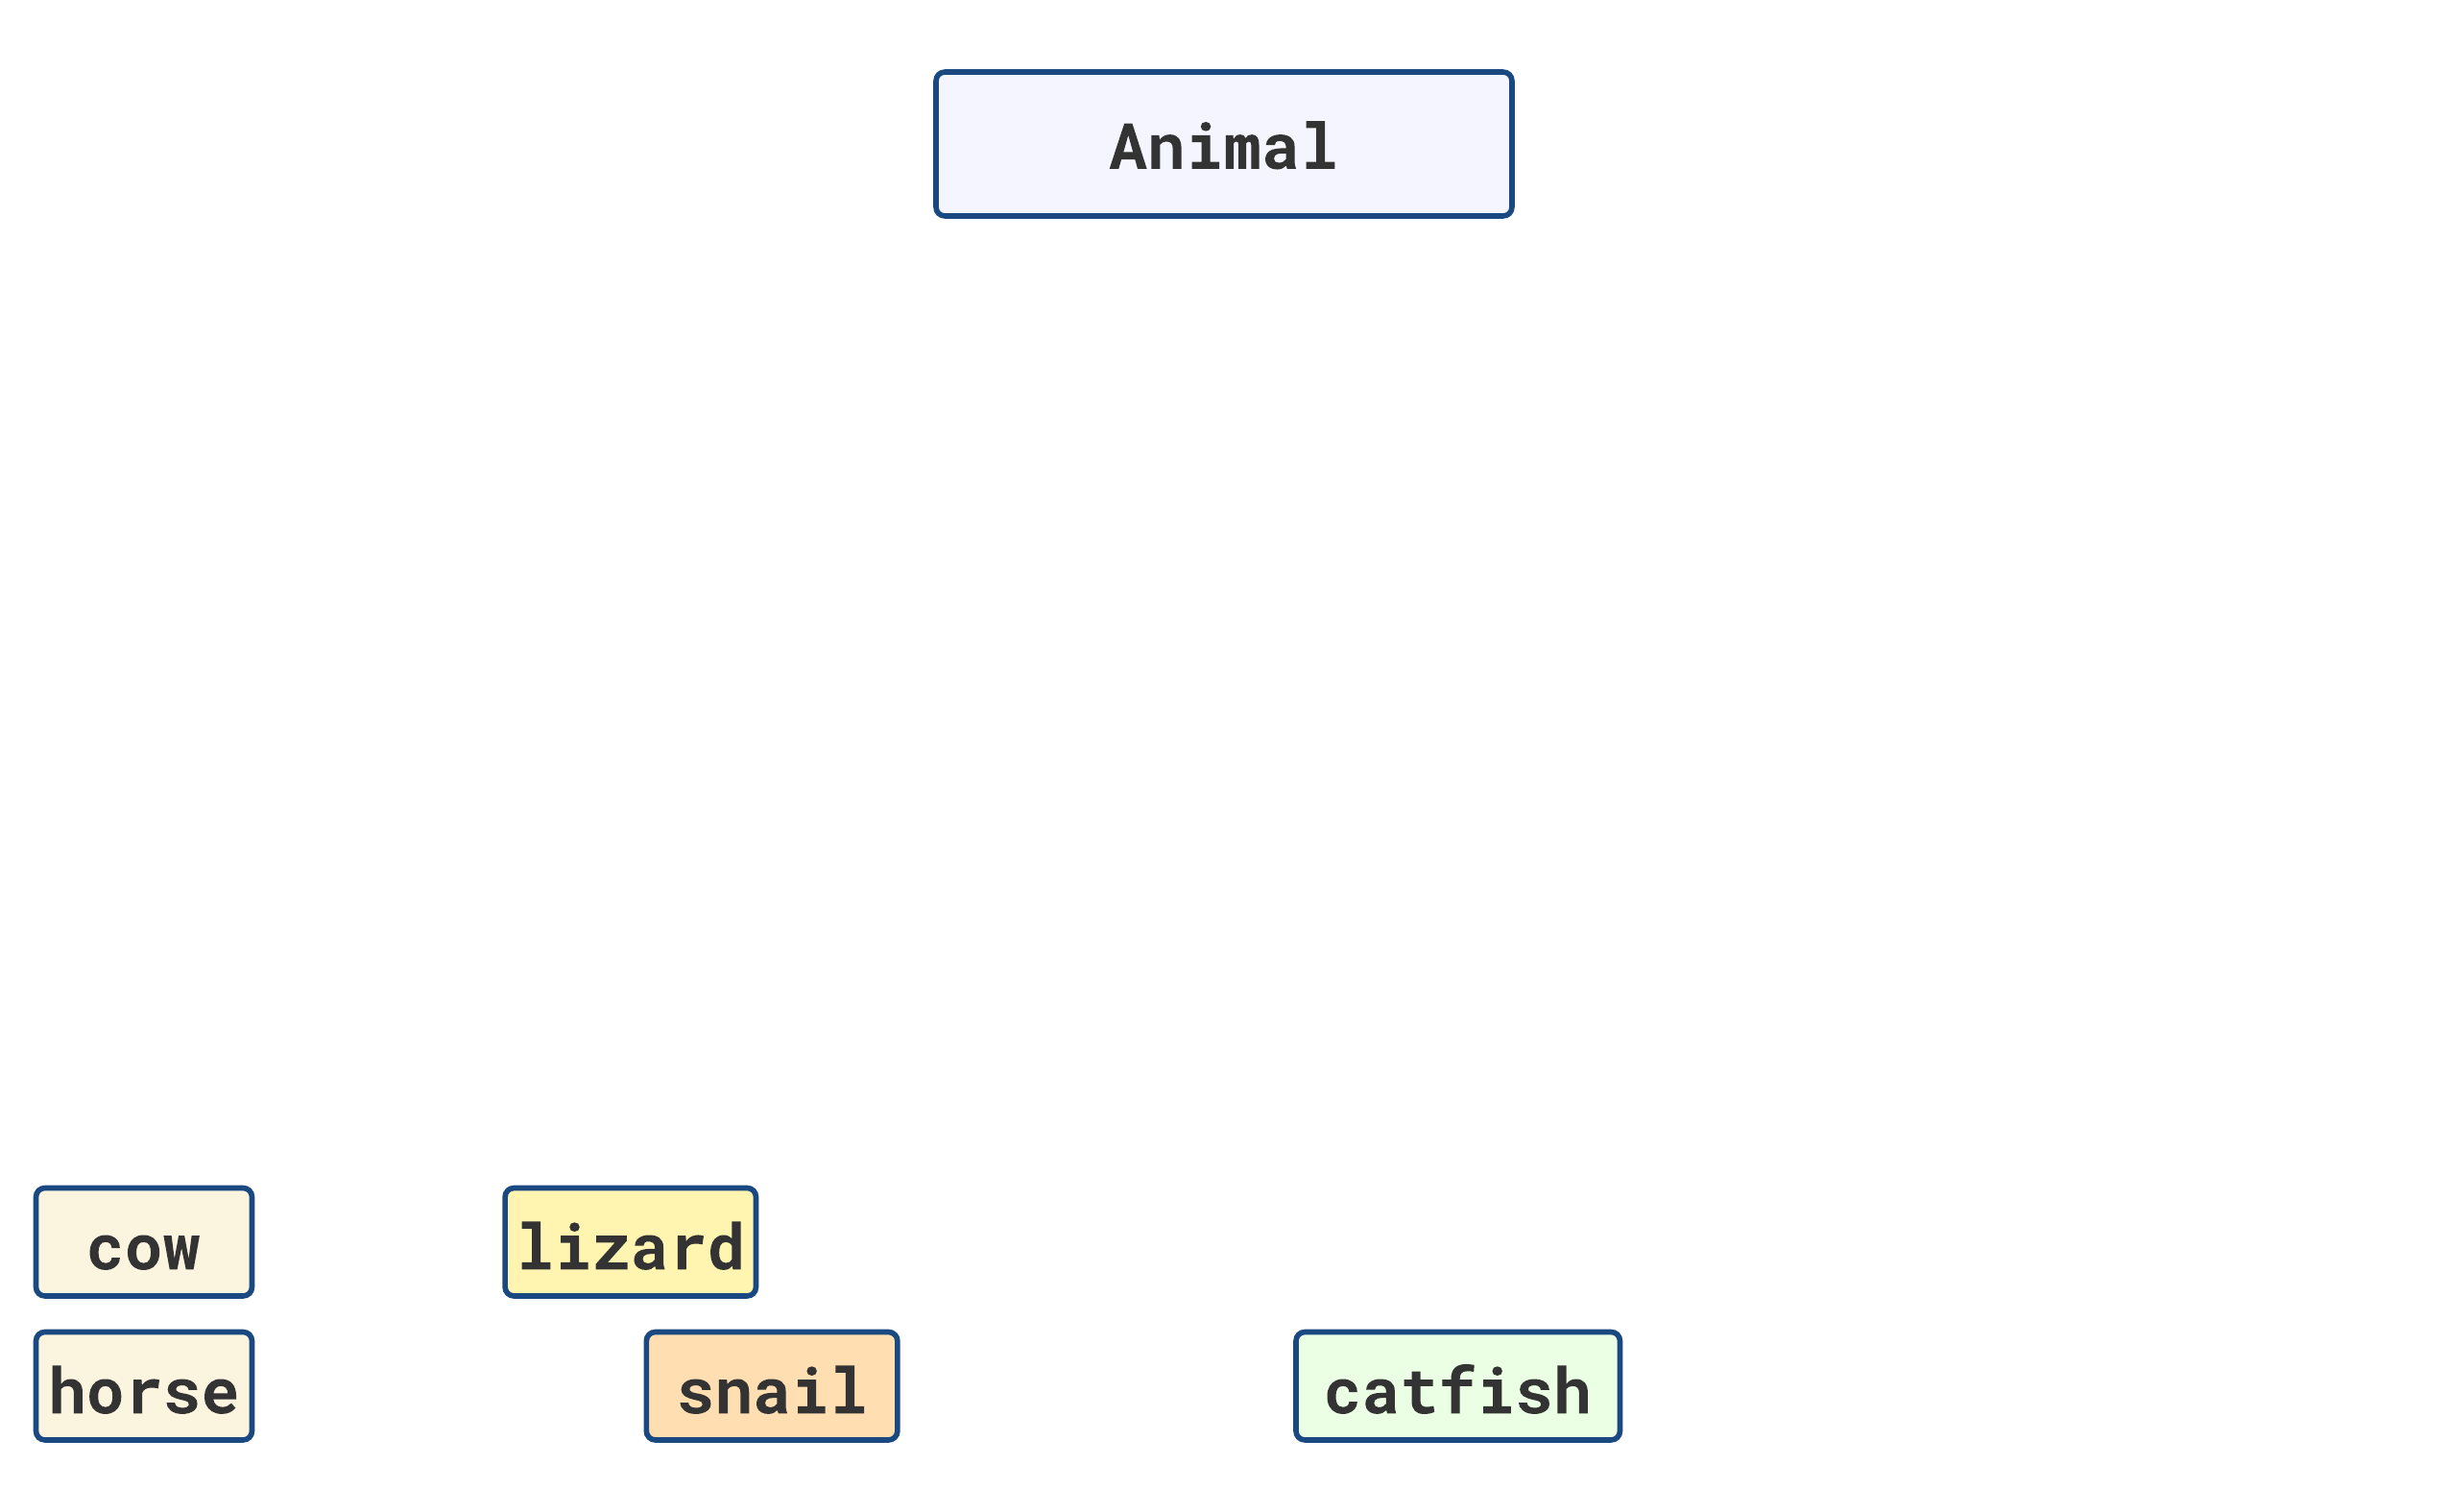 Animal
cow
lizard
horse
snail
catfish